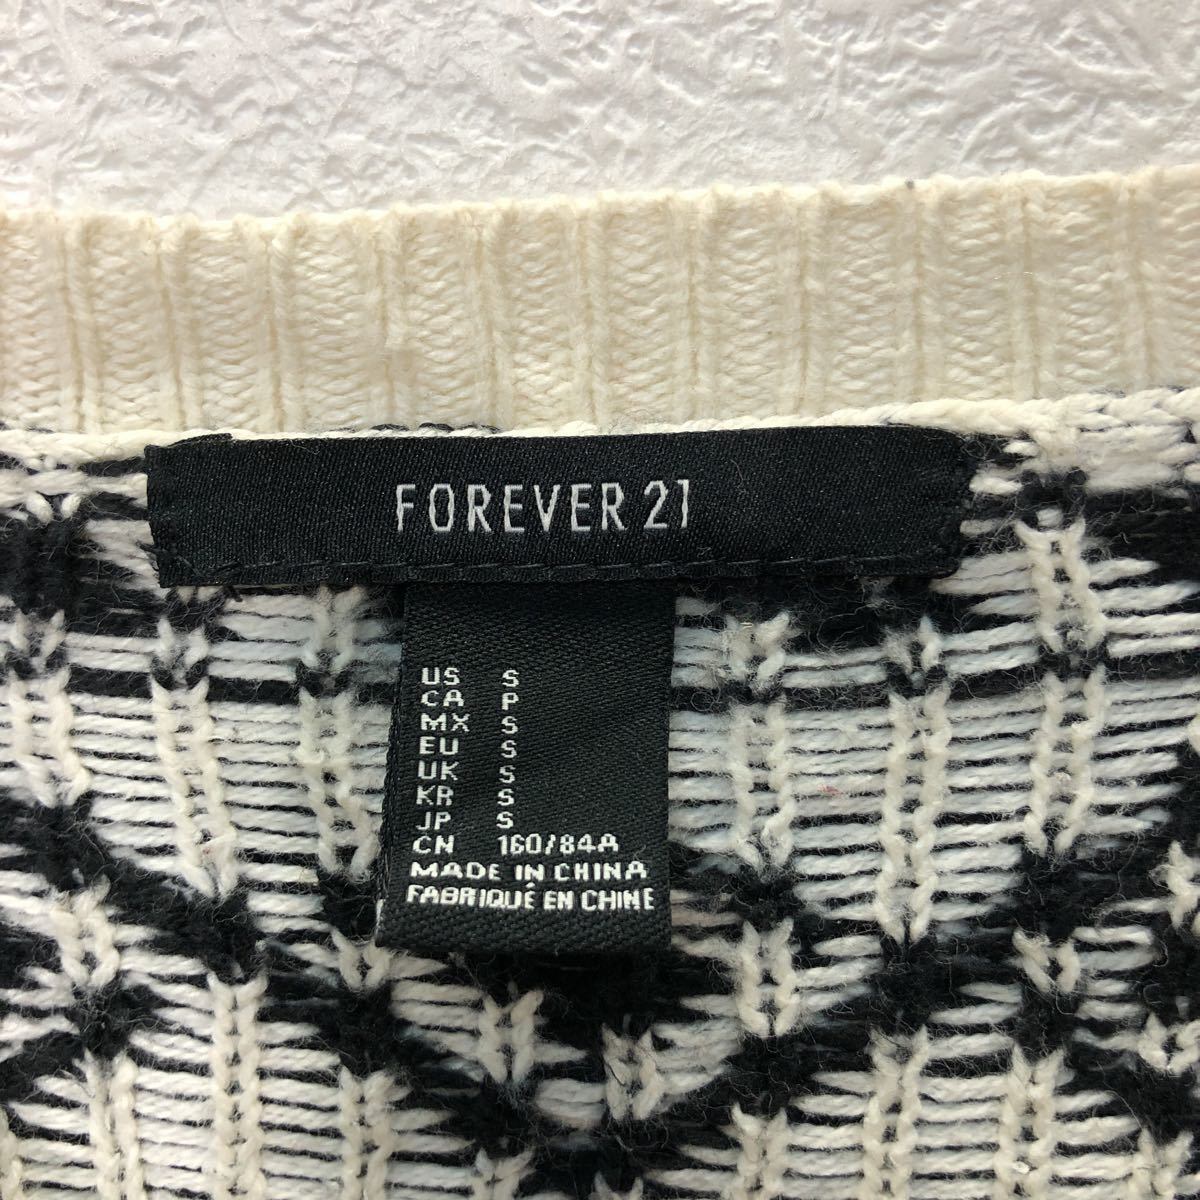 FOREVER 21
US S
CA P
MX S
EU S
UK S
KR S
JP S
CN 160/84A
MADE IN CHINA
FABRIQUÉ EN CHINE